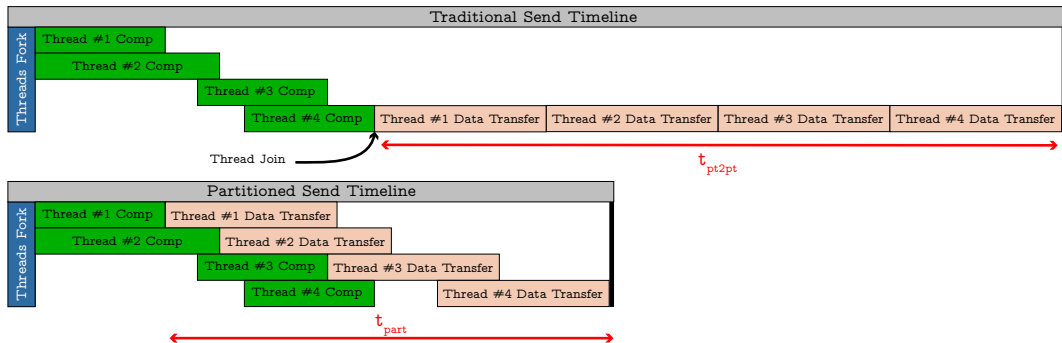 Traditional Send Timeline
Threads Fork
Thread #1 Comp
Thread #2 Comp
Thread #3 Comp
Thread #4 Comp
Thread #1 Data Transfer
Thread #2 Data Transfer
Thread #3 Data Transfer
Thread #4 Data Transfer
Thread Join
t_pt2pt
Partitioned Send Timeline
Threads Fork
Thread #1 Comp
Thread #1 Data Transfer
Thread #2 Comp
Thread #2 Data Transfer
Thread #3 Comp
Thread #3 Data Transfer
Thread #4 Comp
Thread #4 Data Transfer
t_part